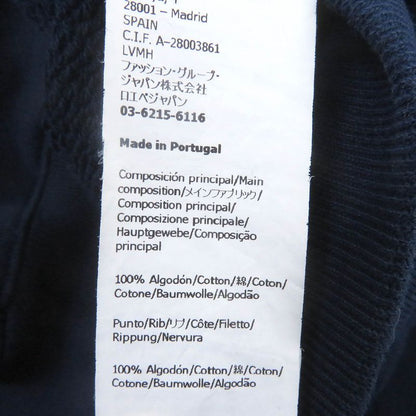 28001 – Madrid
SPAIN
C.I.F. A-28003861
LVMH
ファッション・グループ・
ジャパン株式会社
ロエベジャパン
03-6215-6116
Made in Portugal
Composición principal/Main
composition/メインファブリック/
Composition principal/
Composizione principale/
Hauptgewebe/Composição
principal
100% Algodón/Cotton/綿/Coton/
Cotone/Baumwolle/Algodão
Punto/Rib/リブ/Côte/Filetto/
Rippung/Nervura
100% Algodón/Cotton/綿/Coton/
Cotone/Baumwolle/Algodão